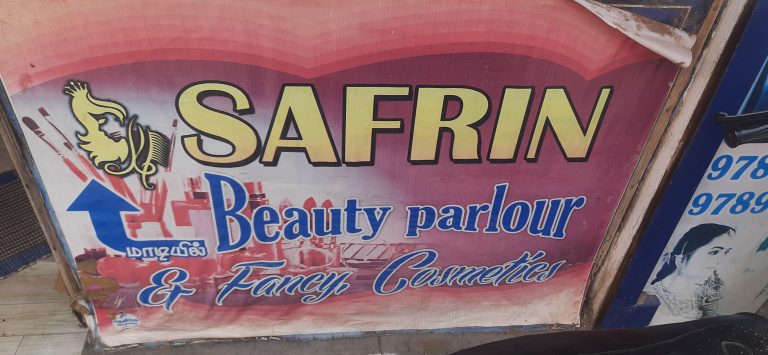 SAFRIN
Beauty parlour
மாடியில்
& Fancy, Cosmetics
978
9789